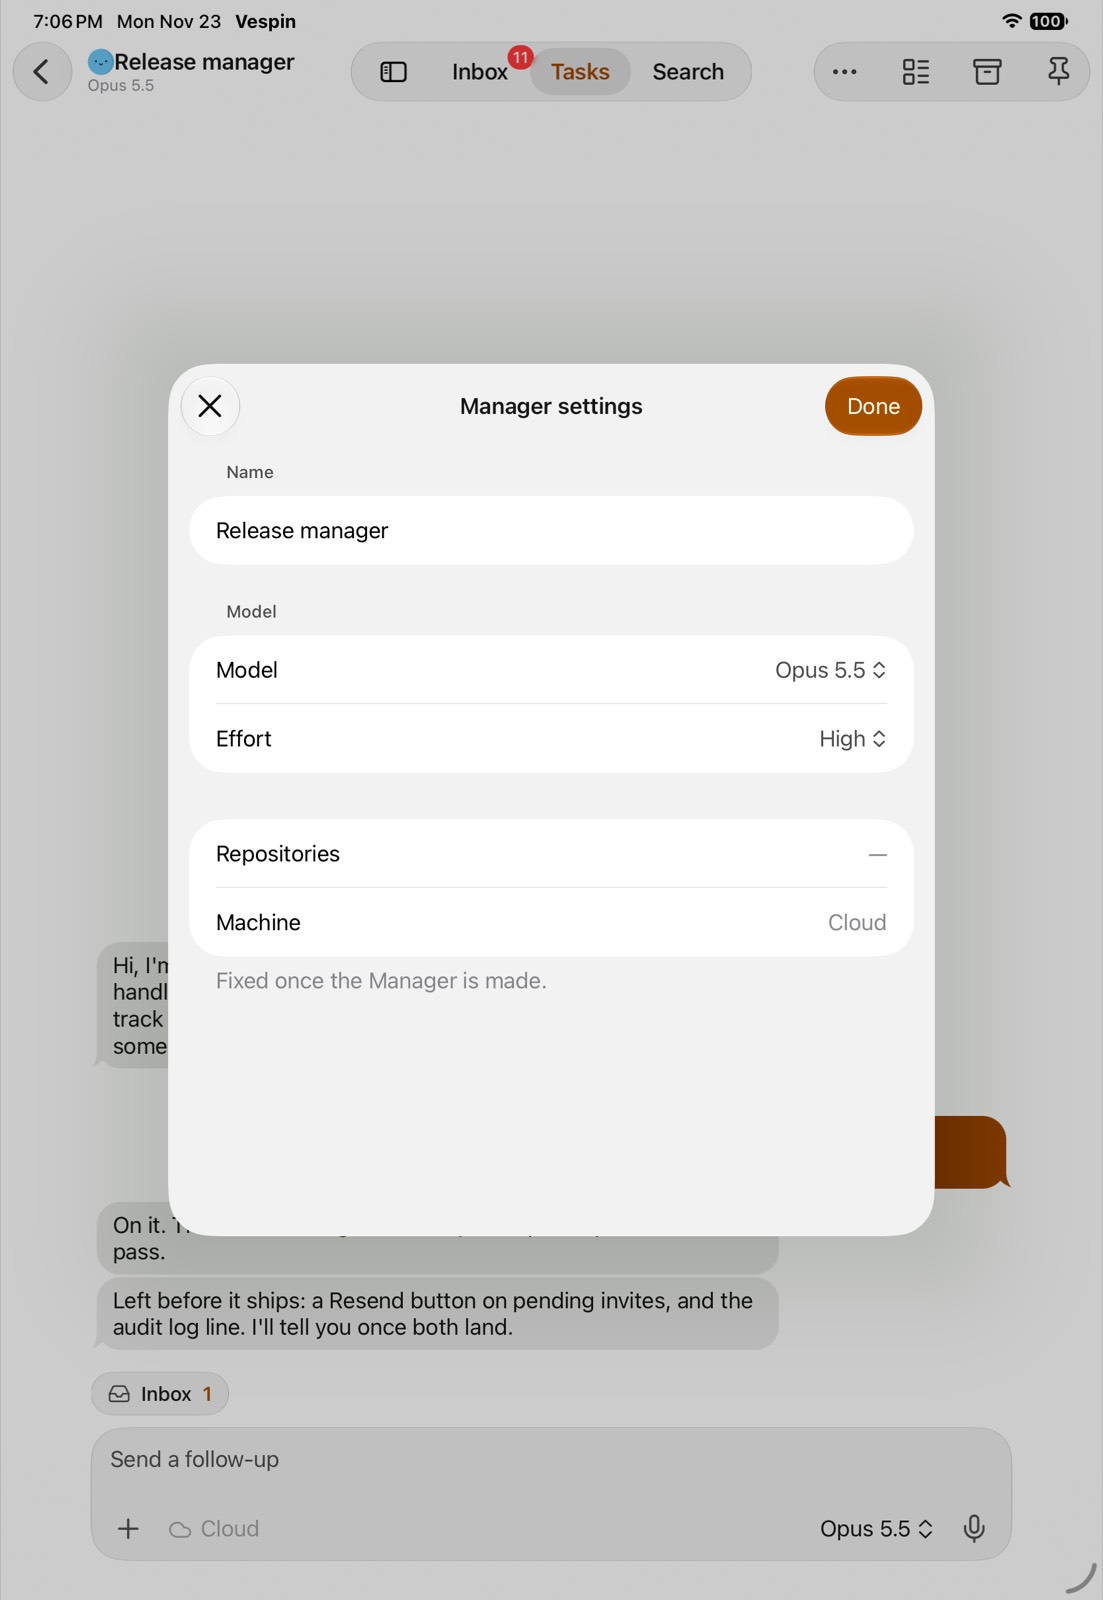 7:06 PM Mon Nov 23 Vespin
100
Release manager
Opus 5.5
Inbox 11 Tasks Search
Manager settings
Done
Name
Release manager
Model
Model Opus 5.5
Effort High
Repositories —
Machine Cloud
Fixed once the Manager is made.
Hi, I'm
handl
track
some
On it.
pass.
Left before it ships: a Resend button on pending invites, and the
audit log line. I'll tell you once both land.
Inbox 1
Send a follow-up
Cloud Opus 5.5